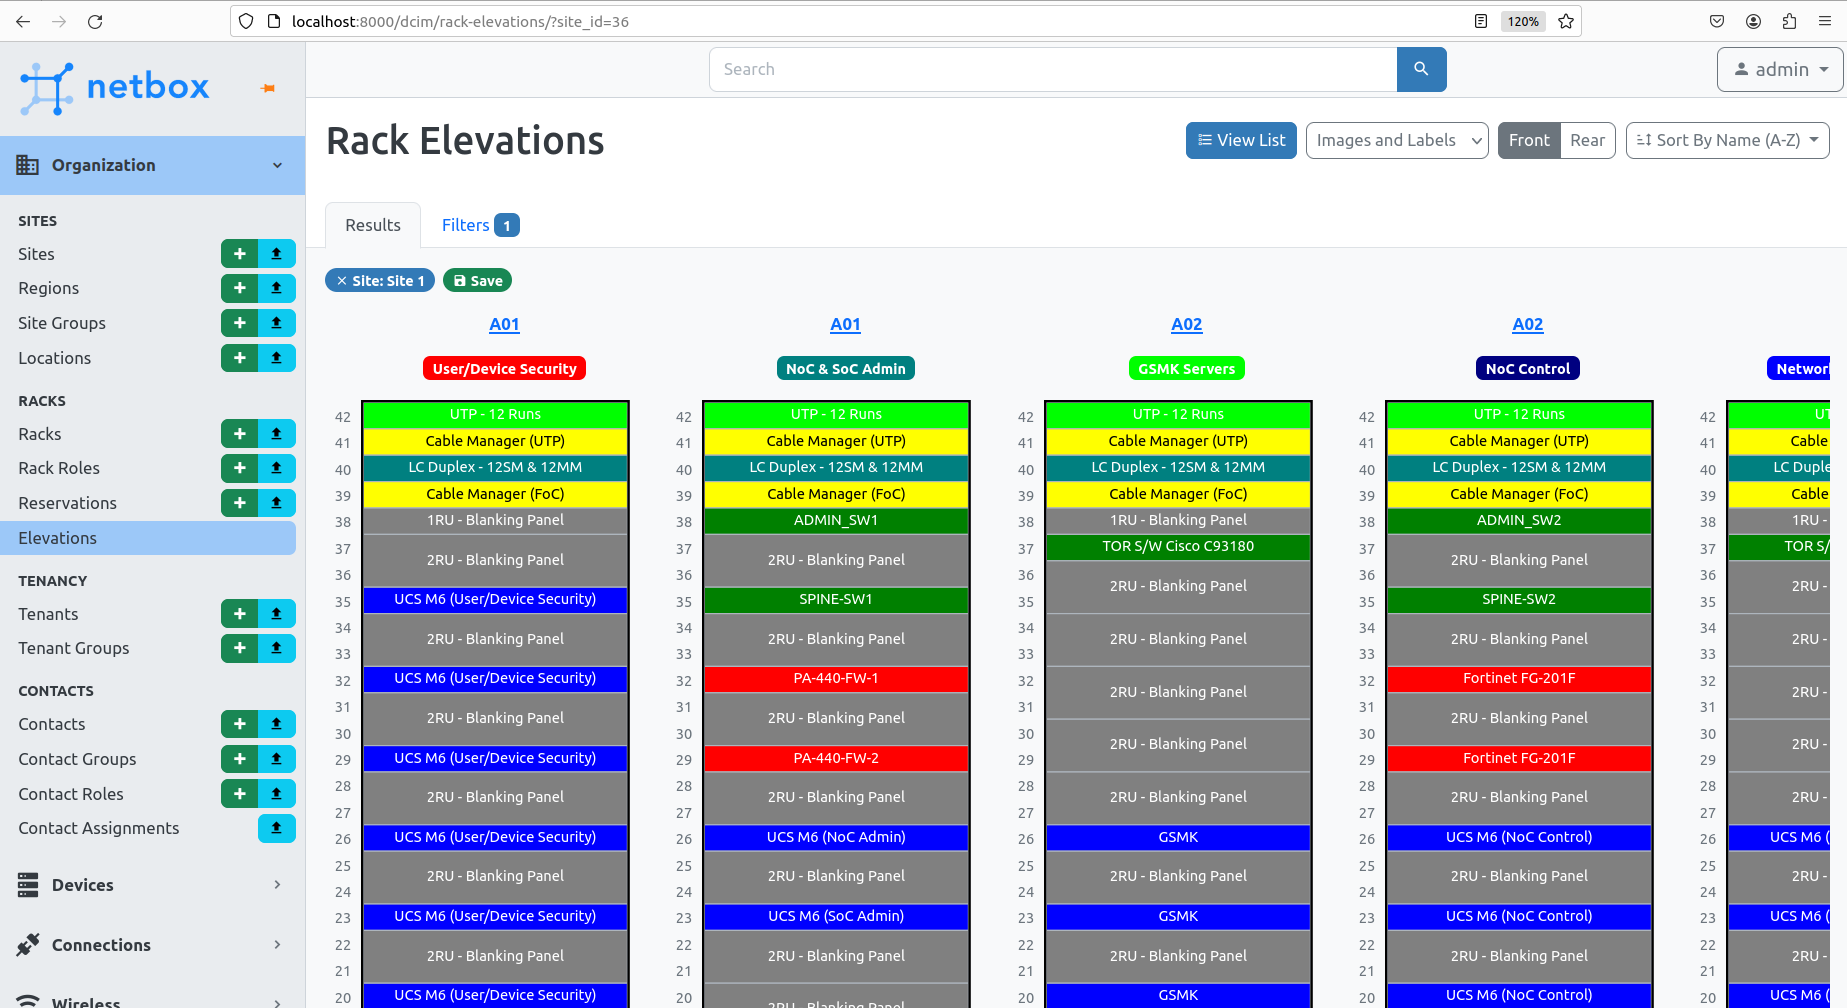 localhost:8000/dcim/rack-elevations/?site_id=36
120%
netbox
Search
admin
Organization
SITES
Sites
Regions
Site Groups
Locations
RACKS
Racks
Rack Roles
Reservations
Elevations
TENANCY
Tenants
Tenant Groups
CONTACTS
Contacts
Contact Groups
Contact Roles
Contact Assignments
Devices
Connections
Wireless
Rack Elevations
View List
Images and Labels
Front
Rear
Sort By Name (A-Z)
Results
Filters 1
Site: Site 1
Save
A01
User/Device Security
42 UTP - 12 Runs
41 Cable Manager (UTP)
40 LC Duplex - 12SM & 12MM
39 Cable Manager (FoC)
38 1RU - Blanking Panel
37
2RU - Blanking Panel
36
35 UCS M6 (User/Device Security)
34
2RU - Blanking Panel
33
32 UCS M6 (User/Device Security)
31
2RU - Blanking Panel
30
29 UCS M6 (User/Device Security)
28
2RU - Blanking Panel
27
26 UCS M6 (User/Device Security)
25
2RU - Blanking Panel
24
23 UCS M6 (User/Device Security)
22
2RU - Blanking Panel
21
20 UCS M6 (User/Device Security)
A01
NoC & SoC Admin
42 UTP - 12 Runs
41 Cable Manager (UTP)
40 LC Duplex - 12SM & 12MM
39 Cable Manager (FoC)
38 ADMIN_SW1
37
2RU - Blanking Panel
36
35 SPINE-SW1
34
2RU - Blanking Panel
33
32 PA-440-FW-1
31
2RU - Blanking Panel
30
29 PA-440-FW-2
28
2RU - Blanking Panel
27
26 UCS M6 (NoC Admin)
25
2RU - Blanking Panel
24
23 UCS M6 (SoC Admin)
22
2RU - Blanking Panel
21
20
2RU - Blanking Panel
A02
GSMK Servers
42 UTP - 12 Runs
41 Cable Manager (UTP)
40 LC Duplex - 12SM & 12MM
39 Cable Manager (FoC)
38 1RU - Blanking Panel
37 TOR S/W Cisco C93180
36
2RU - Blanking Panel
35
34
2RU - Blanking Panel
33
32
2RU - Blanking Panel
31
30
2RU - Blanking Panel
29
28
2RU - Blanking Panel
27
26 GSMK
25
2RU - Blanking Panel
24
23 GSMK
22
2RU - Blanking Panel
21
20 GSMK
A02
NoC Control
42 UTP - 12 Runs
41 Cable Manager (UTP)
40 LC Duplex - 12SM & 12MM
39 Cable Manager (FoC)
38 ADMIN_SW2
37
2RU - Blanking Panel
36
35 SPINE-SW2
34
2RU - Blanking Panel
33
32 Fortinet FG-201F
31
2RU - Blanking Panel
30
29 Fortinet FG-201F
28
2RU - Blanking Panel
27
26 UCS M6 (NoC Control)
25
2RU - Blanking Panel
24
23 UCS M6 (NoC Control)
22
2RU - Blanking Panel
21
20 UCS M6 (NoC Control)
42
41 Cable
40 LC
39 Cable
38 1RU -
37 TOR S/
36
2RU -
35
34
2RU -
33
32
2RU -
31
30
2RU -
29
28
2RU -
27
26 UCS M6 (
25
2RU -
24
23 UCS M6 (
22
2RU -
21
20 UCS M6 (